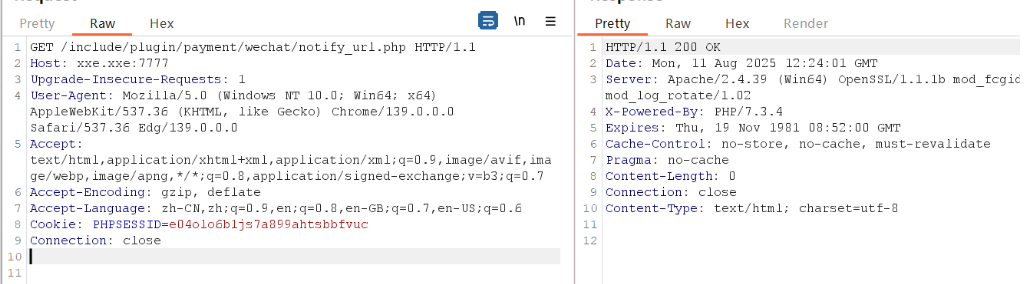 Pretty Raw Hex \n
1 GET /include/plugin/payment/wechat/notify_url.php HTTP/1.1
2 Host: xxe.xxe:7777
3 Upgrade-Insecure-Requests: 1
4 User-Agent: Mozilla/5.0 (Windows NT 10.0; Win64; x64)
AppleWebKit/537.36 (KHTML, like Gecko) Chrome/139.0.0.0
Safari/537.36 Edg/139.0.0.0
5 Accept:
text/html,application/xhtml+xml,application/xml;q=0.9,image/avif,ima
ge/webp,image/apng,*/*;q=0.8,application/signed-exchange;v=b3;q=0.7
6 Accept-Encoding: gzip, deflate
7 Accept-Language: zh-CN,zh;q=0.9,en;q=0.8,en-GB;q=0.7,en-US;q=0.6
8 Cookie: PHPSESSID=e04olo6bljs7a899ahtsbbfvuc
9 Connection: close
10
11
Pretty Raw Hex Render
1 HTTP/1.1 200 OK
2 Date: Mon, 11 Aug 2025 12:24:01 GMT
3 Server: Apache/2.4.39 (Win64) OpenSSL/1.1.1b mod_fcgid
mod_log_rotate/1.02
4 X-Powered-By: PHP/7.3.4
5 Expires: Thu, 19 Nov 1981 08:52:00 GMT
6 Cache-Control: no-store, no-cache, must-revalidate
7 Pragma: no-cache
8 Content-Length: 0
9 Connection: close
10 Content-Type: text/html; charset=utf-8
11
12